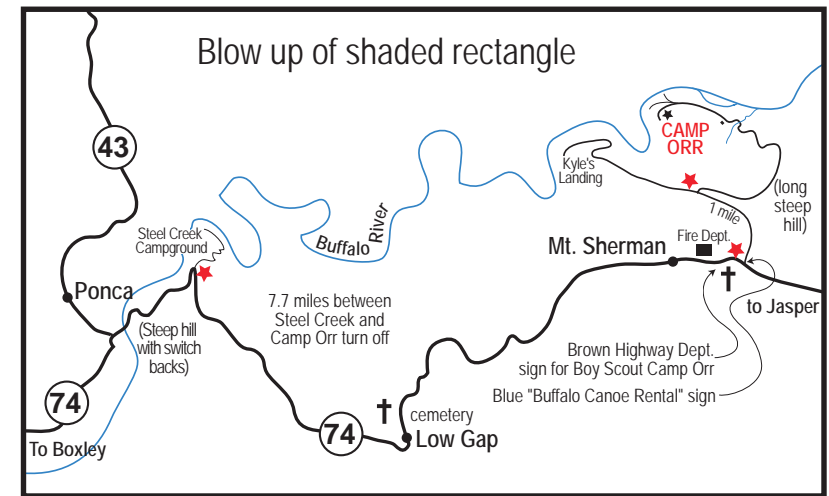 Blow up of shaded rectangle
43
CAMP
ORR
Kyle's
Landing
(long
steep
hill)
1 mile
Steel Creek
Campground
Buffalo River
Fire Dept.
Mt. Sherman
Ponca
7.7 miles between
Steel Creek and
Camp Orr turn off
to Jasper
(Steep hill
with switch
backs)
Brown Highway Dept.
sign for Boy Scout Camp Orr
Blue "Buffalo Canoe Rental" sign
74
cemetery
74
Low Gap
To Boxley